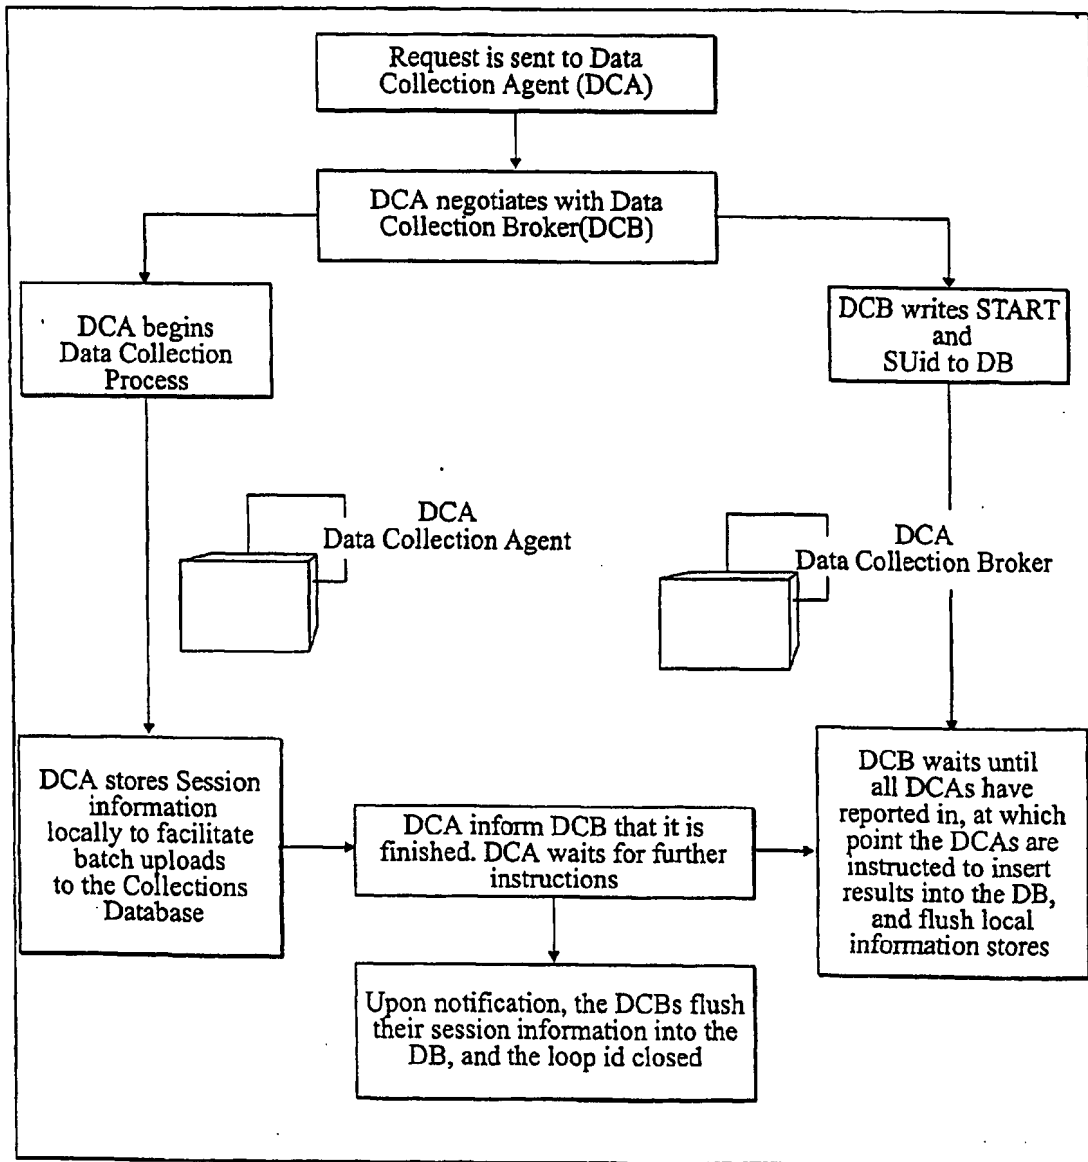 Request is sent to Data
Collection Agent (DCA)
DCA negotiates with Data
Collection Broker(DCB)
DCA begins
Data Collection
Process
DCB writes START
and
SUid to DB
DCA
Data Collection Agent
DCA
Data Collection Broker
DCA stores Session
information
locally to facilitate
batch uploads
to the Collections
Database
DCA inform DCB that it is
finished. DCA waits for further
instructions
DCB waits until
all DCAs have
reported in, at which
point the DCAs are
instructed to insert
results into the DB,
and flush local
information stores
Upon notification, the DCBs flush
their session information into the
DB, and the loop id closed